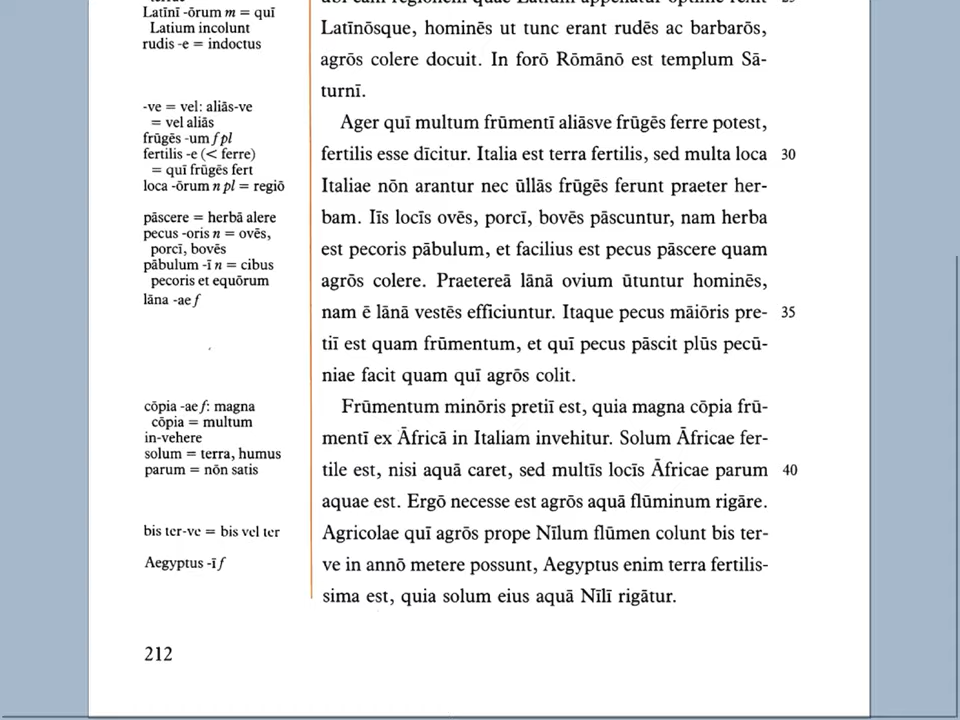 Latīnī -ōrum m = quī
Latium incolunt
rudis -e = indoctus
-ve = vel: aliās-ve
= vel aliās
frūgēs -um f pl
fertilis -e (< ferre)
= quī frūgēs fert
loca -ōrum n pl = regiō
pāscere = herbā alere
pecus -oris n = ovēs,
porcī, bovēs
pābulum -ī n = cibus
pecoris et equōrum
lāna -ae f
cōpia -ae f: magna
cōpia = multum
in-vehere
solum = terra, humus
parum = nōn satis
bis ter-ve = bis vel ter
Aegyptus -ī f
Latīnōsque, hominēs ut tunc erant rudēs ac barbarōs,
agrōs colere docuit. In forō Rōmānō est templum Sā-
turnī.
Ager quī multum frūmentī aliāsve frūgēs ferre potest,
fertilis esse dīcitur. Italia est terra fertilis, sed multa loca 30
Italiae nōn arantur nec ūllās frūgēs ferunt praeter her-
bam. Iīs locīs ovēs, porcī, bovēs pāscuntur, nam herba
est pecoris pābulum, et facilius est pecus pāscere quam
agrōs colere. Praetereā lānā ovium ūtuntur hominēs,
nam ē lānā vestēs efficiuntur. Itaque pecus māiōris pre- 35
tiī est quam frūmentum, et quī pecus pāscit plūs pecū-
niae facit quam quī agrōs colit.
Frūmentum minōris pretiī est, quia magna cōpia frū-
mentī ex Āfricā in Italiam invehitur. Solum Āfricae fer-
tile est, nisi aquā caret, sed multīs locīs Āfricae parum 40
aquae est. Ergō necesse est agrōs aquā flūminum rigāre.
Agricolae quī agrōs prope Nīlum flūmen colunt bis ter-
ve in annō metere possunt, Aegyptus enim terra fertilis-
sima est, quia solum eius aquā Nīlī rigātur.
212